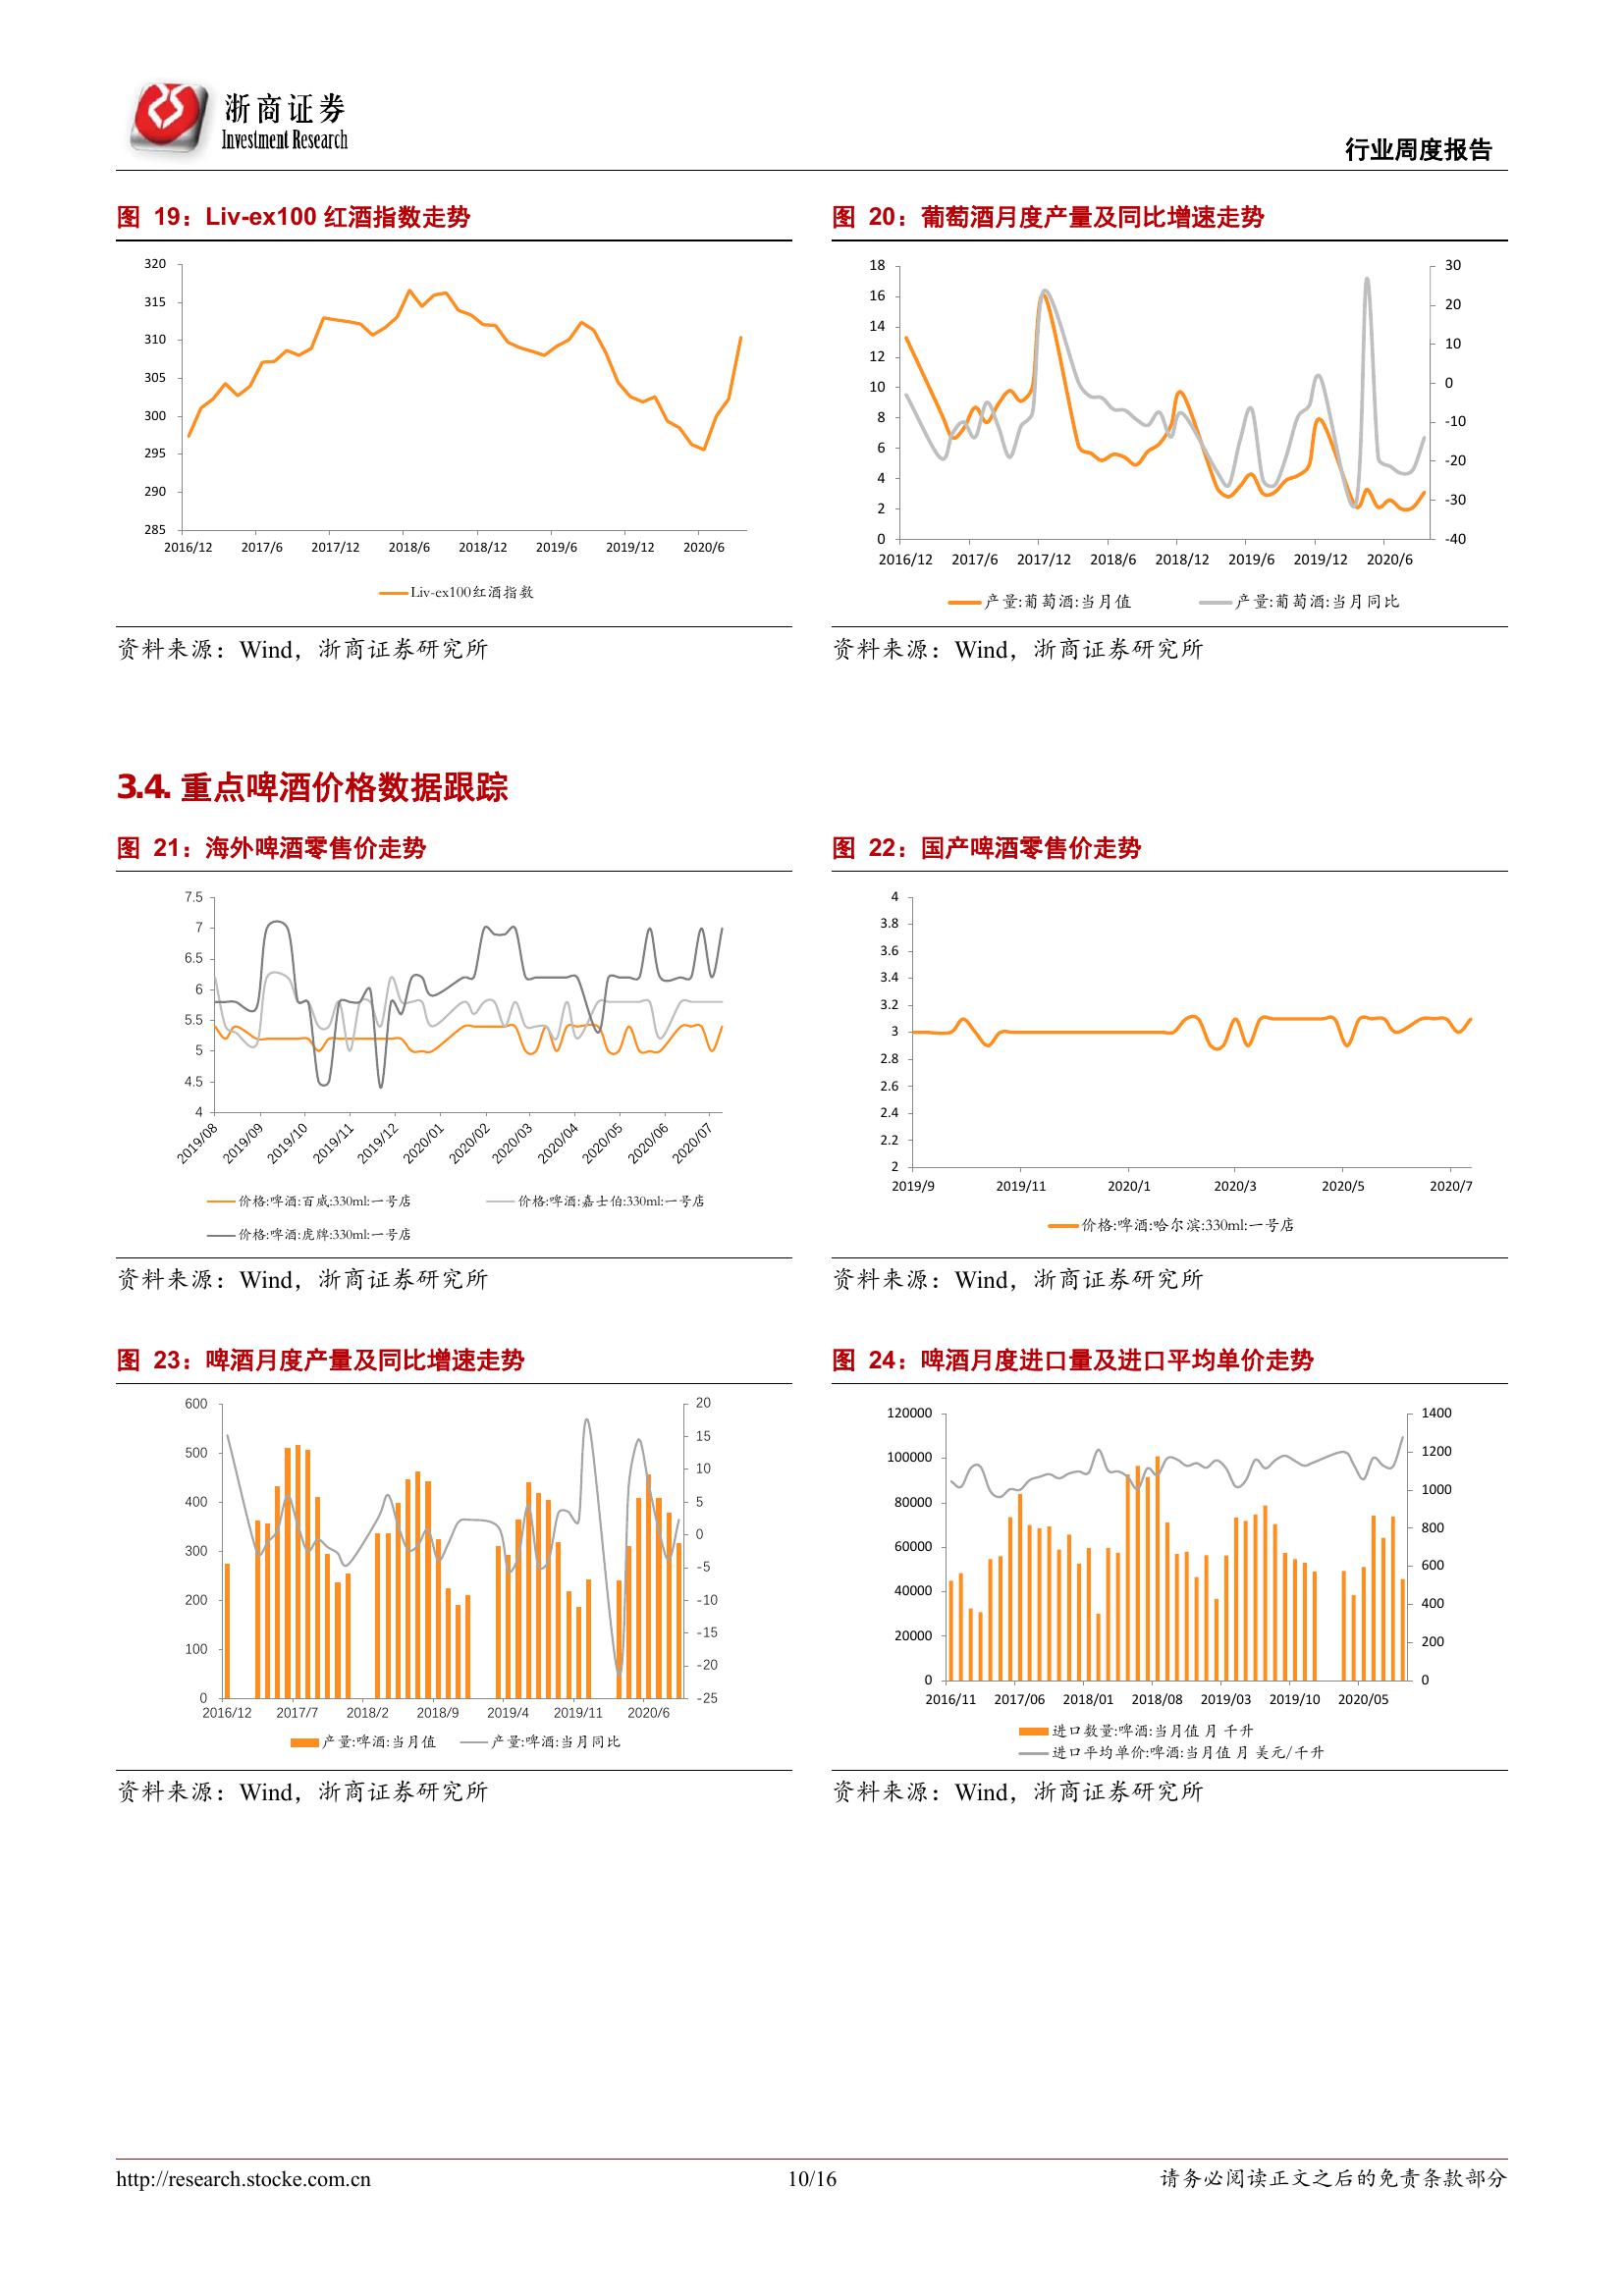 浙商证券
Investment Research
行业周度报告
图 19：Liv-ex100 红酒指数走势
320
315
310
305
300
295
290
285
2016/12 2017/6 2017/12 2018/6 2018/12 2019/6 2019/12 2020/6
Liv-ex100红酒指数
资料来源：Wind，浙商证券研究所
图 20：葡萄酒月度产量及同比增速走势
18
16
14
12
10
8
6
4
2
0
30
20
10
0
-10
-20
-30
-40
2016/12 2017/6 2017/12 2018/6 2018/12 2019/6 2019/12 2020/6
产量:葡萄酒:当月值 产量:葡萄酒:当月同比
资料来源：Wind，浙商证券研究所
3.4. 重点啤酒价格数据跟踪
图 21：海外啤酒零售价走势
7.5
7
6.5
6
5.5
5
4.5
4
2019/08 2019/09 2019/10 2019/11 2019/12 2020/01 2020/02 2020/03 2020/04 2020/05 2020/06 2020/07
价格:啤酒:百威:330ml:一号店 价格:啤酒:嘉士伯:330ml:一号店
价格:啤酒:虎牌:330ml:一号店
资料来源：Wind，浙商证券研究所
图 22：国产啤酒零售价走势
4
3.8
3.6
3.4
3.2
3
2.8
2.6
2.4
2.2
2
2019/9 2019/11 2020/1 2020/3 2020/5 2020/7
价格:啤酒:哈尔滨:330ml:一号店
资料来源：Wind，浙商证券研究所
图 23：啤酒月度产量及同比增速走势
600
500
400
300
200
100
0
20
15
10
5
0
-5
-10
-15
-20
-25
2016/12 2017/7 2018/2 2018/9 2019/4 2019/11 2020/6
产量:啤酒:当月值 产量:啤酒:当月同比
资料来源：Wind，浙商证券研究所
图 24：啤酒月度进口量及进口平均单价走势
120000
100000
80000
60000
40000
20000
0
1400
1200
1000
800
600
400
200
0
2016/11 2017/06 2018/01 2018/08 2019/03 2019/10 2020/05
进口数量:啤酒:当月值 月 千升
进口平均单价:啤酒:当月值 月 美元/千升
资料来源：Wind，浙商证券研究所
http://research.stocke.com.cn 10/16 请务必阅读正文之后的免责条款部分